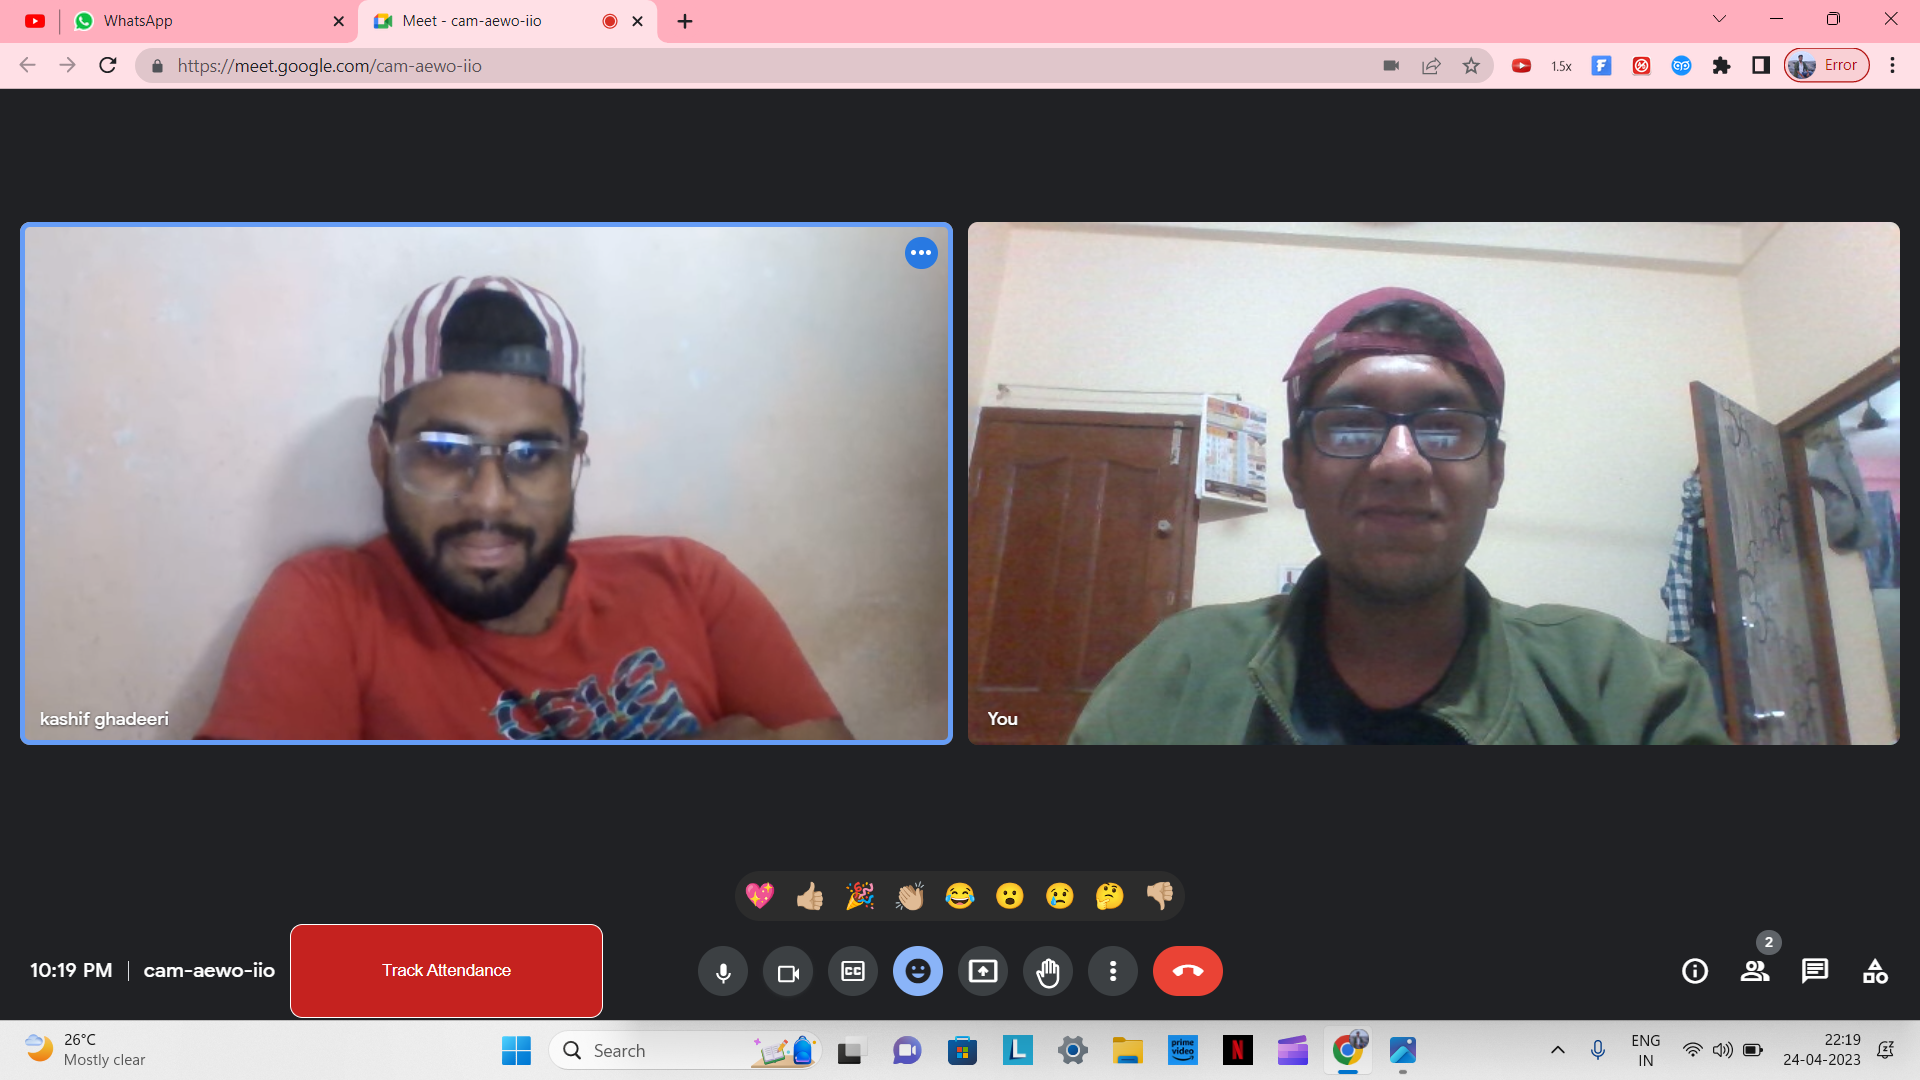 WhatsApp
Meet - cam-aewo-iio
https://meet.google.com/cam-aewo-iio
1.5x
Error
kashif ghadeeri
You
10:19 PM
cam-aewo-iio
Track Attendance
CC
2
26°C
Mostly clear
Search
L
prime video
N
ENG
IN
22:19
24-04-2023